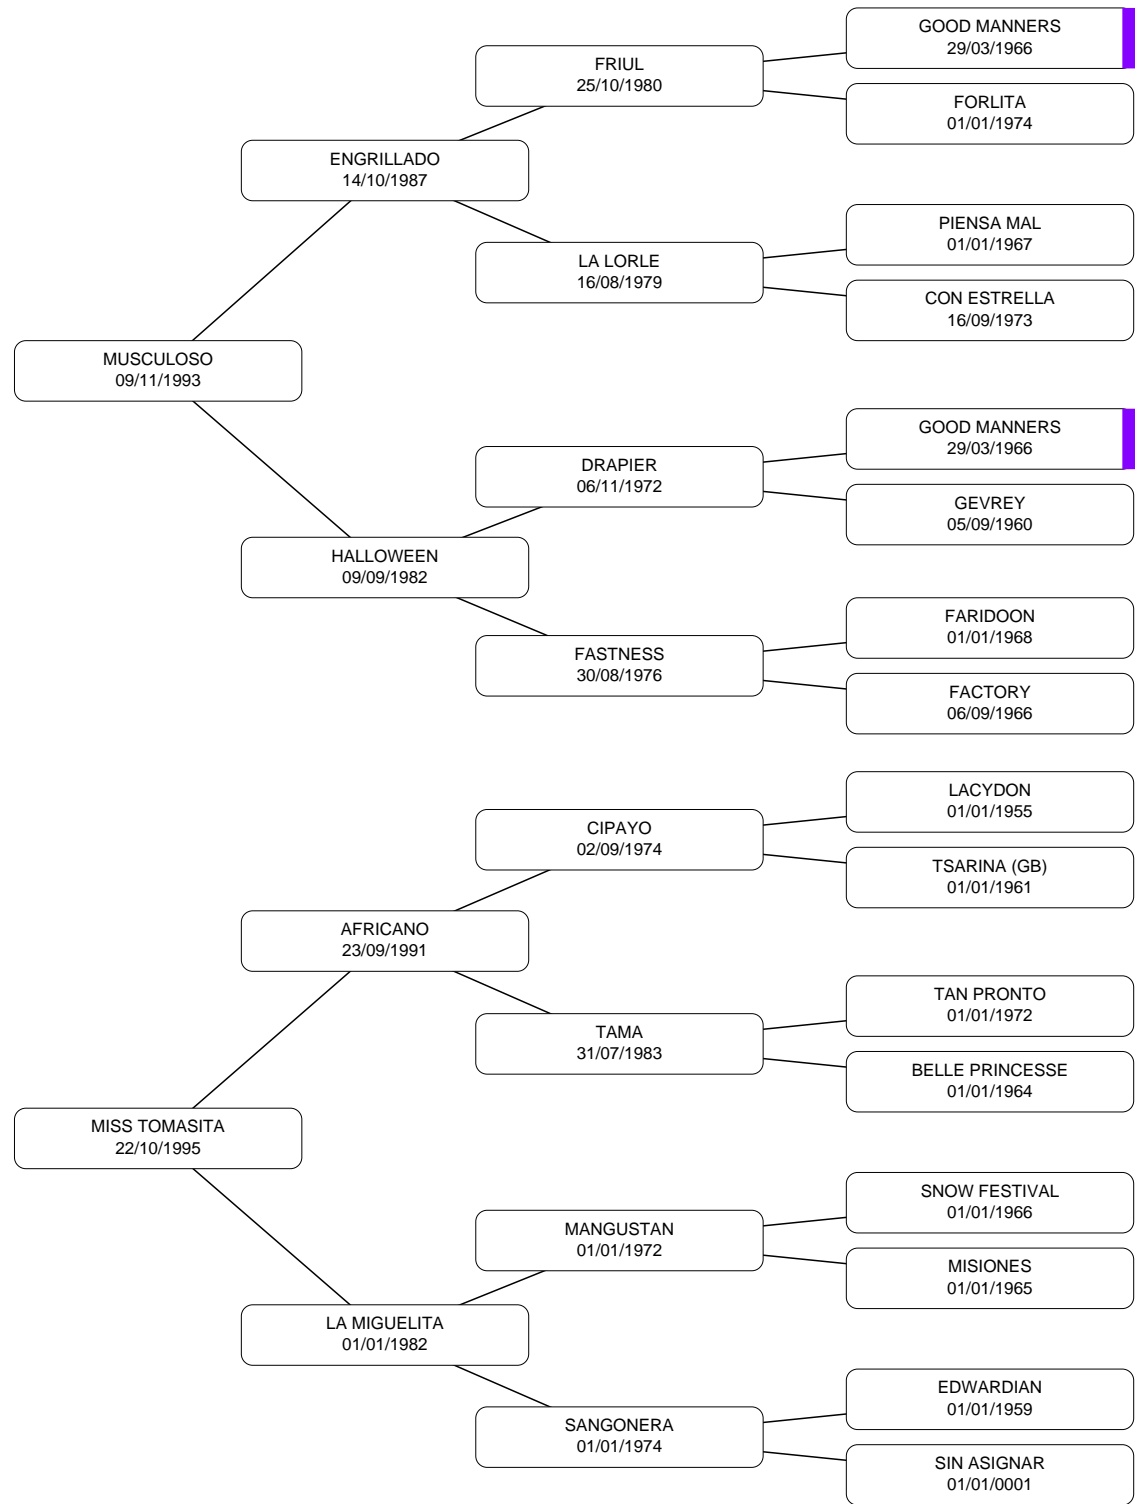 GOOD MANNERS
29/03/1966
FRIUL
25/10/1980
FORLITA
01/01/1974
ENGRILLADO
14/10/1987
PIENSA MAL
01/01/1967
LA LORLE
16/08/1979
CON ESTRELLA
16/09/1973
MUSCULOSO
09/11/1993
GOOD MANNERS
29/03/1966
DRAPIER
06/11/1972
GEVREY
05/09/1960
HALLOWEEN
09/09/1982
FARIDOON
01/01/1968
FASTNESS
30/08/1976
FACTORY
06/09/1966
LACYDON
01/01/1955
CIPAYO
02/09/1974
TSARINA (GB)
01/01/1961
AFRICANO
23/09/1991
TAN PRONTO
01/01/1972
TAMA
31/07/1983
BELLE PRINCESSE
01/01/1964
MISS TOMASITA
22/10/1995
SNOW FESTIVAL
01/01/1966
MANGUSTAN
01/01/1972
MISIONES
01/01/1965
LA MIGUELITA
01/01/1982
EDWARDIAN
01/01/1959
SANGONERA
01/01/1974
SIN ASIGNAR
01/01/0001